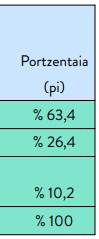 Portzentaia
(pi)
% 63,4
% 26,4
% 10,2
% 100